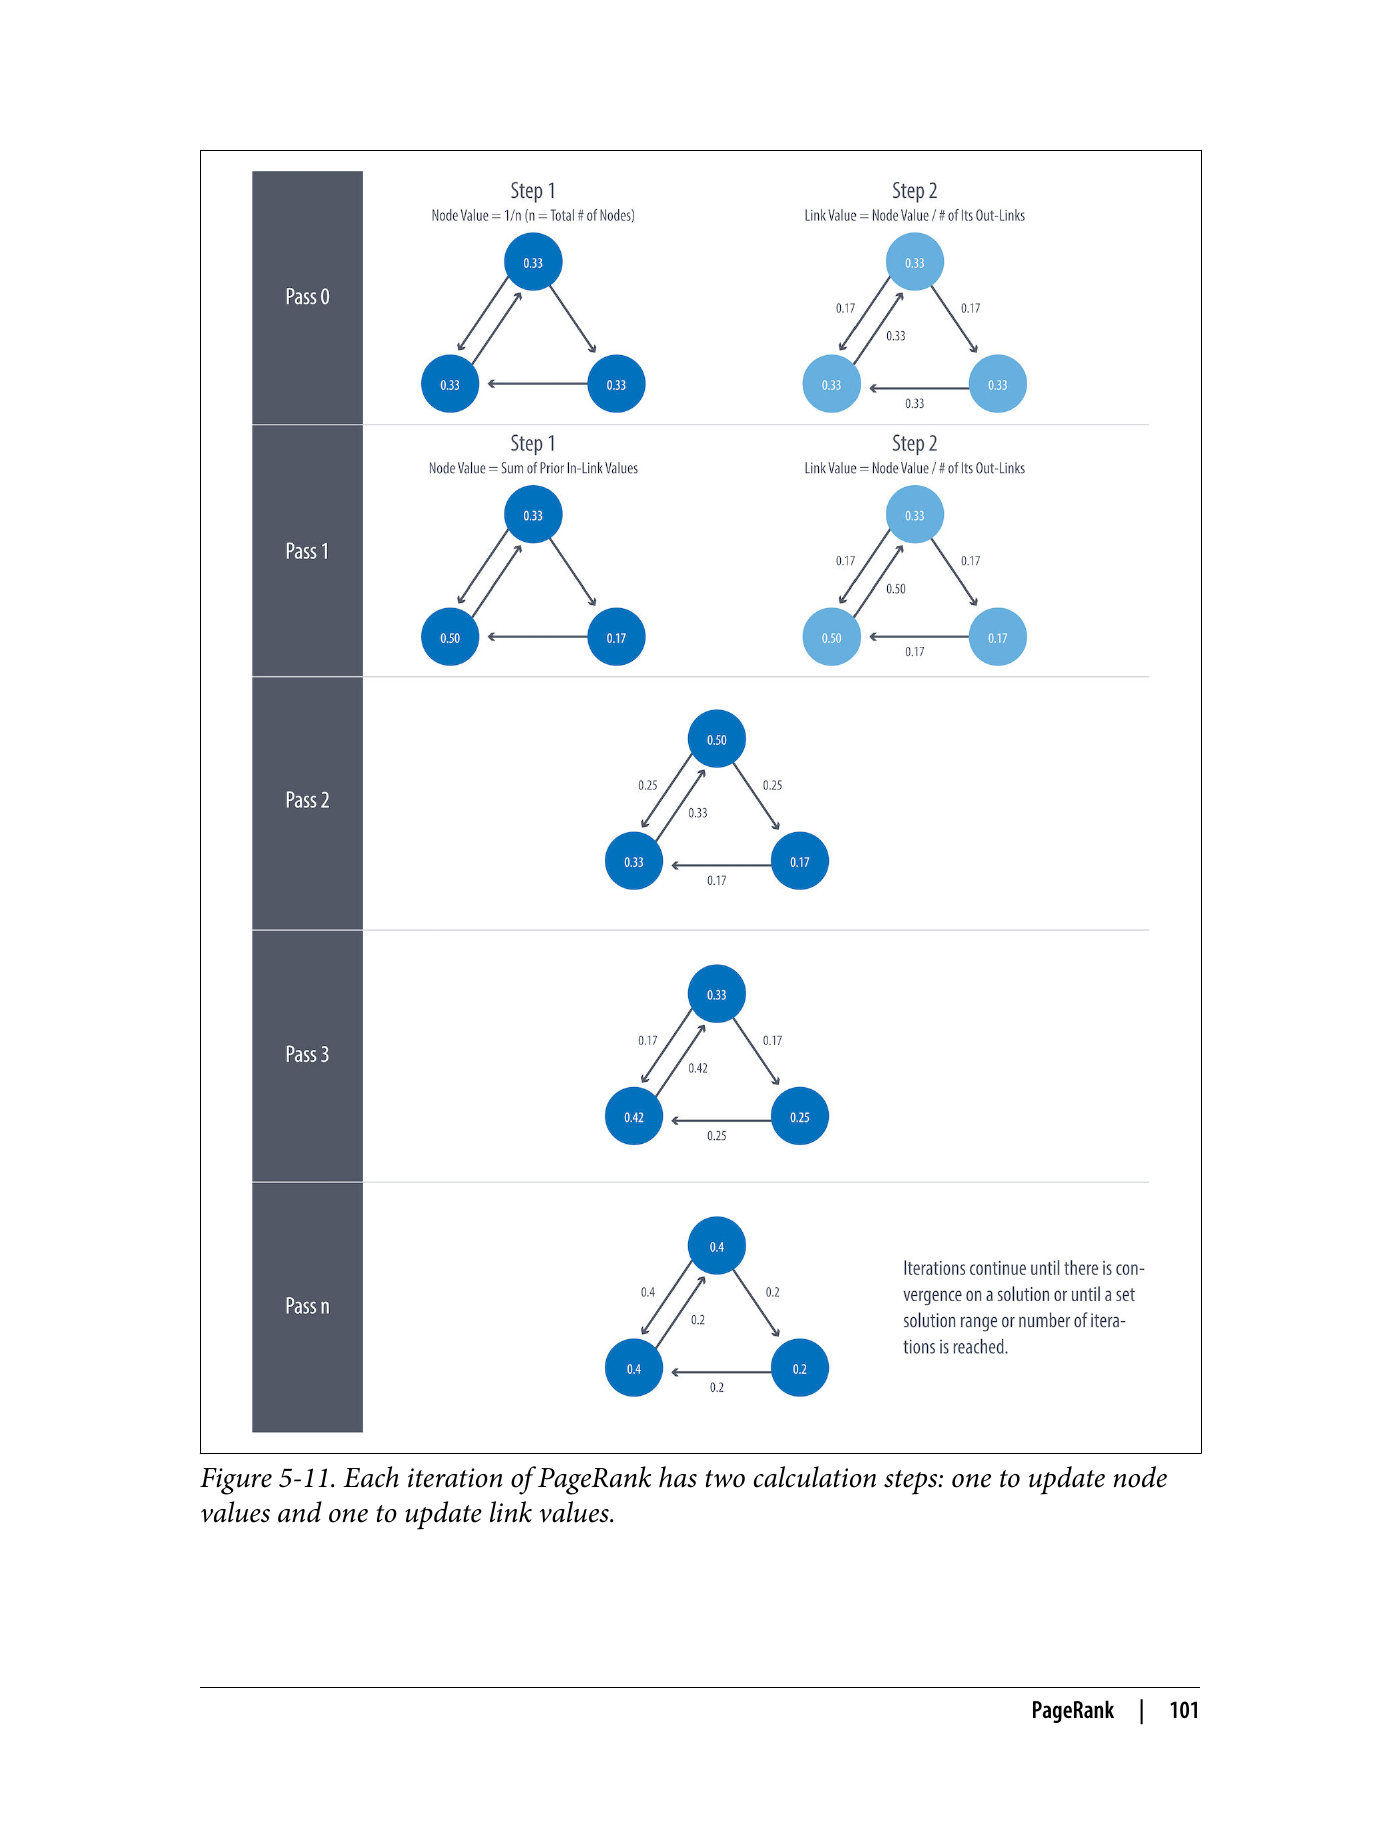 Pass 0
Step 1
Node Value = 1/n (n = Total # of Nodes)
0.33
0.33
0.33
Step 2
Link Value = Node Value / # of Its Out-Links
0.33
0.17
0.17
0.33
0.33
0.33
0.33
Pass 1
Step 1
Node Value = Sum of Prior In-Link Values
0.33
0.50
0.17
Step 2
Link Value = Node Value / # of Its Out-Links
0.33
0.17
0.17
0.50
0.50
0.17
0.17
Pass 2
0.50
0.25
0.25
0.33
0.33
0.17
0.17
Pass 3
0.33
0.17
0.17
0.42
0.42
0.25
0.25
Pass n
0.4
0.4
0.2
0.2
0.4
0.2
0.2
Iterations continue until there is con-
vergence on a solution or until a set
solution range or number of itera-
tions is reached.
Figure 5-11. Each iteration of PageRank has two calculation steps: one to update node
values and one to update link values.
PageRank | 101